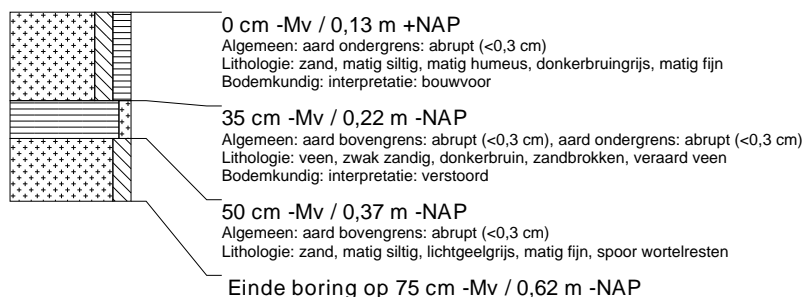 0 cm -Mv / 0,13 m +NAP
Algemeen: aard ondergrens: abrupt (<0,3 cm)
Lithologie: zand, matig siltig, matig humeus, donkerbruingrijs, matig fijn
Bodemkundig: interpretatie: bouwvoor
35 cm -Mv / 0,22 m -NAP
Algemeen: aard bovengrens: abrupt (<0,3 cm), aard ondergrens: abrupt (<0,3 cm)
Lithologie: veen, zwak zandig, donkerbruin, zandbrokken, veraard veen
Bodemkundig: interpretatie: verstoord
50 cm -Mv / 0,37 m -NAP
Algemeen: aard bovengrens: abrupt (<0,3 cm)
Lithologie: zand, matig siltig, lichtgeelgrijs, matig fijn, spoor wortelresten
Einde boring op 75 cm -Mv / 0,62 m -NAP